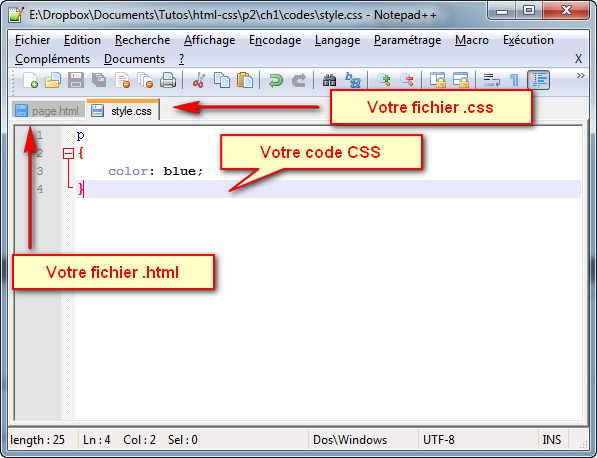 E:\Dropbox\Documents\Tutos\html-css\p2\ch1\codes\style.css - Notepad++
Fichier Edition Recherche Affichage Encodage Langage Paramétrage Macro Exécution
Compléments Documents ? X
page.html style.css
Votre fichier .css
1 p
2 {
Votre code CSS
3 color: blue;
4 }
Votre fichier .html
length : 25 Ln : 4 Col : 2 Sel : 0 Dos\Windows UTF-8 INS